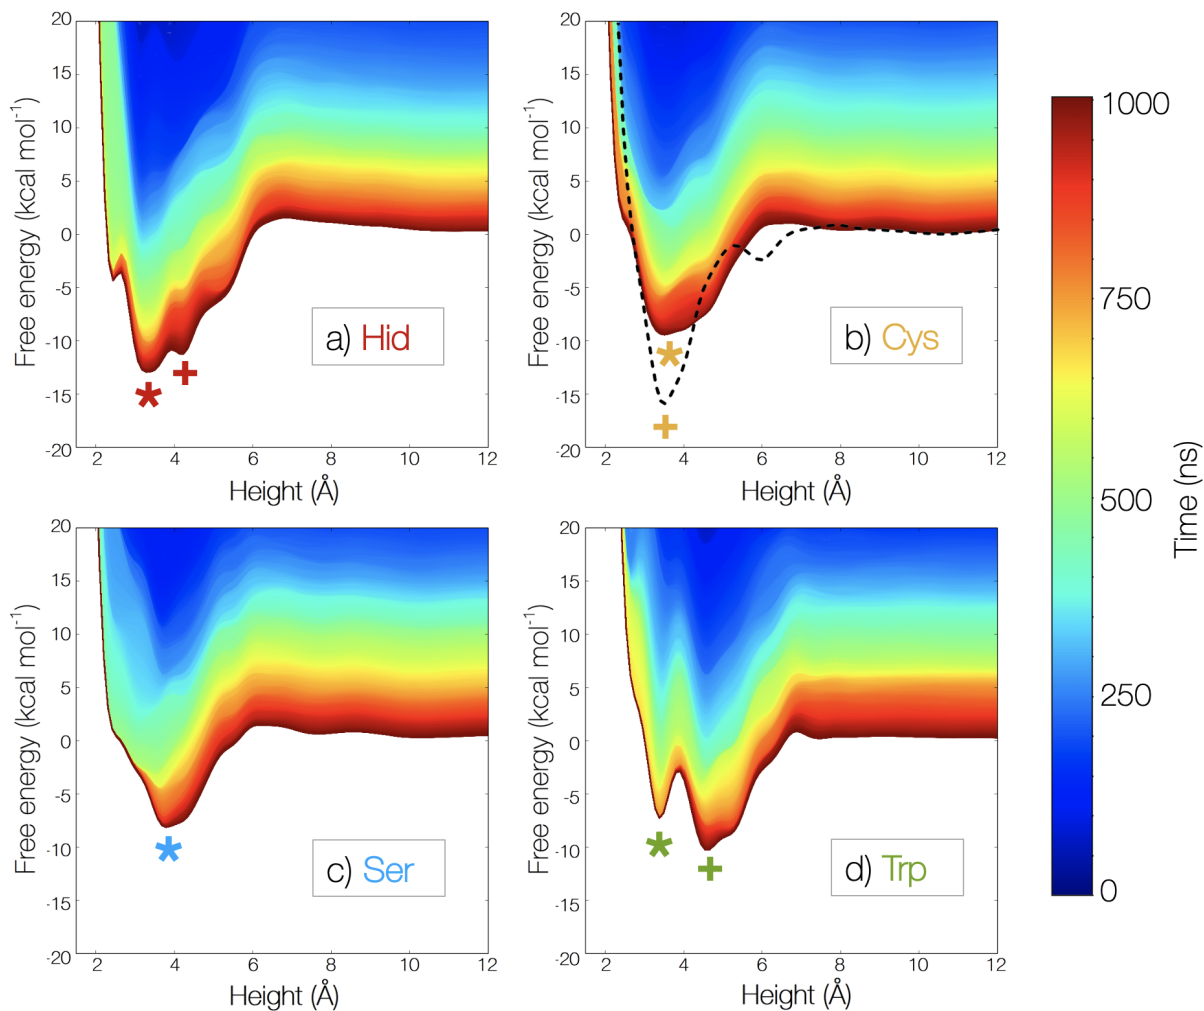 20
15
10
5
0
-5
-10
-15
-20
Free energy (kcal mol-1)
a) Hid
*
+
2 4 6 8 10 12
Height (Å)
20
15
10
5
0
-5
-10
-15
-20
Free energy (kcal mol-1)
b) Cys
*
+
2 4 6 8 10 12
Height (Å)
20
15
10
5
0
-5
-10
-15
-20
Free energy (kcal mol-1)
c) Ser
*
2 4 6 8 10 12
Height (Å)
20
15
10
5
0
-5
-10
-15
-20
Free energy (kcal mol-1)
d) Trp
*
+
2 4 6 8 10 12
Height (Å)
1000
750
500
250
0
Time (ns)